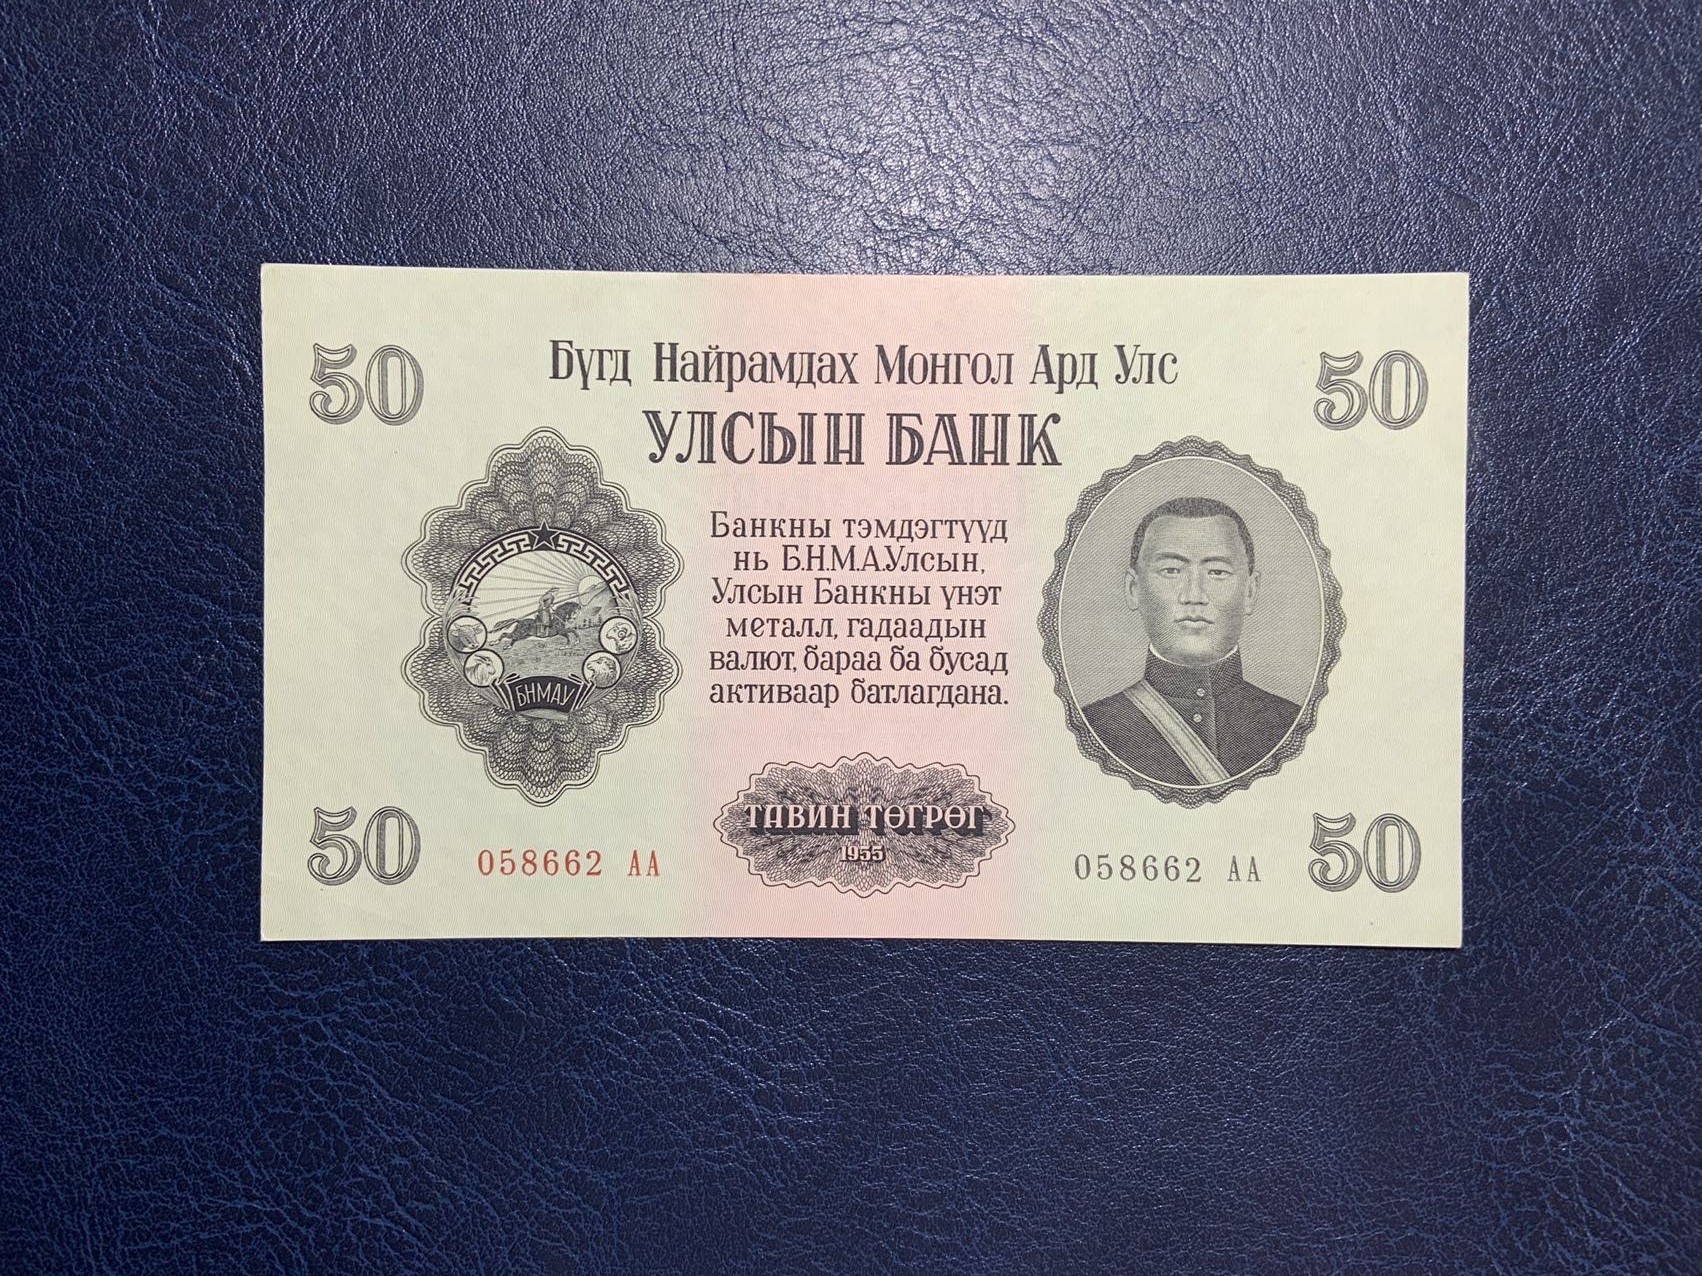 50
Бүгд Найрамдах Монгол Ард Улс
50
УЛСЫН БАНК
Банкны тэмдэгтүүд
нь Б.Н.М.А.Улсын,
Улсын Банкны үнэт
металл, гадаадын
валют, бараа ба бусад
активаар батлагдана.
БНМАУ
50
058662 АА
ТАВИН ТӨГРӨГ
1955
058662 АА
50